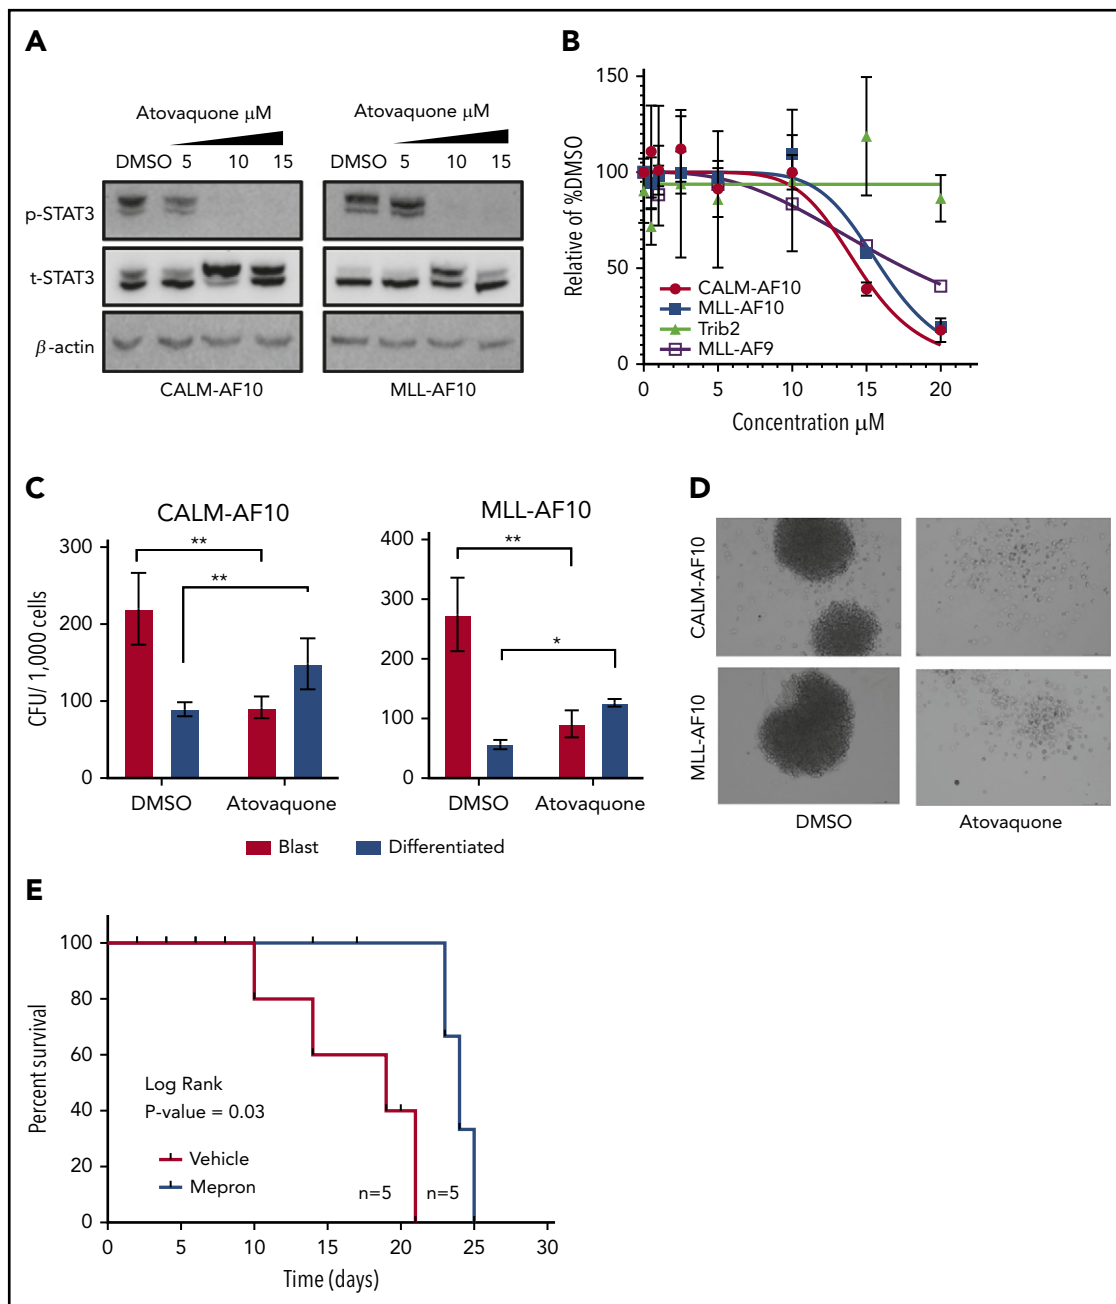 A
Atovaquone μM
Atovaquone μM
DMSO 5 10 15
DMSO 5 10 15
p-STAT3
t-STAT3
β-actin
CALM-AF10
MLL-AF10
B
150
100
50
0
Relative of %DMSO
CALM-AF10
MLL-AF10
Trib2
MLL-AF9
0 5 10 15 20
Concentration μM
C
CALM-AF10
300
200
100
0
CFU/ 1,000 cells
**
**
DMSO Atovaquone
MLL-AF10
400
300
200
100
0
**
*
DMSO Atovaquone
Blast Differentiated
D
CALM-AF10
MLL-AF10
DMSO Atovaquone
E
100
80
60
40
20
0
Percent survival
Log Rank
P-value = 0.03
Vehicle
Mepron
n=5 n=5
0 5 10 15 20 25 30
Time (days)